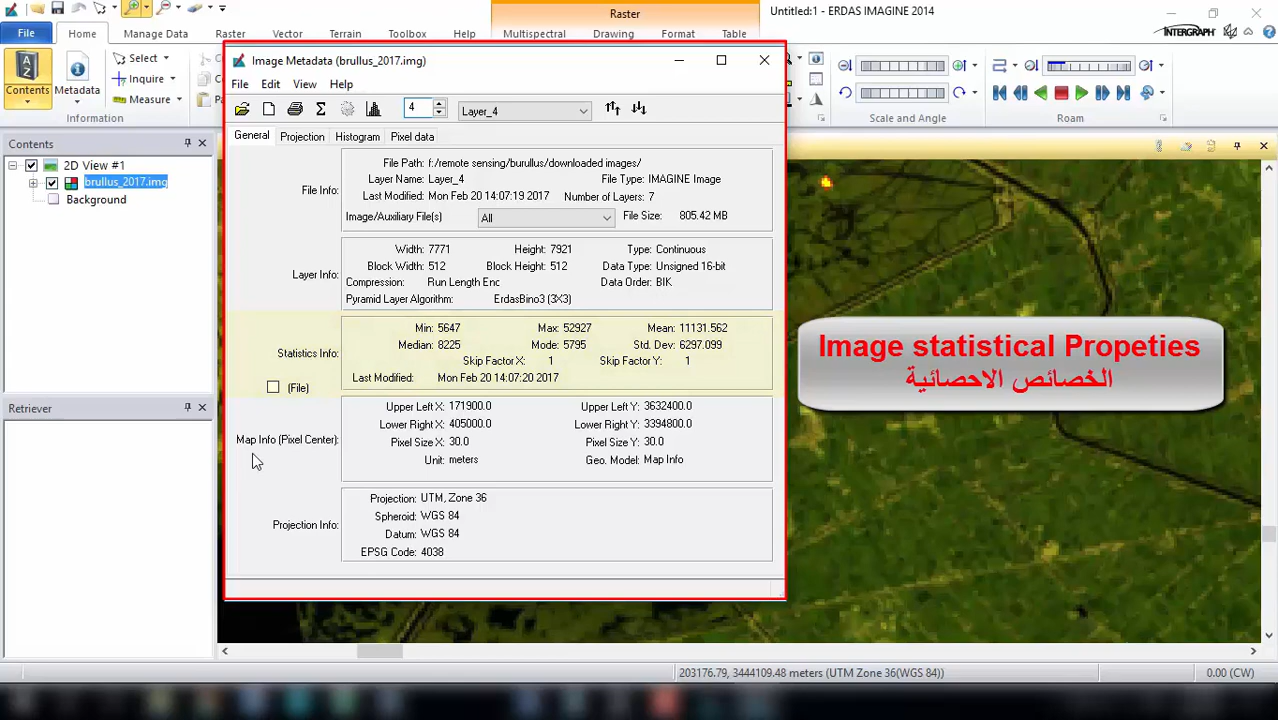 Raster
Untitled:1 - ERDAS IMAGINE 2014
File Home Manage Data Raster Vector Terrain Toolbox Help Multispectral Drawing Format Table
INTERGRAPH
Contents
Metadata
Select
Inquire
Measure
Information
Scale and Angle
Roam
Contents
2D View #1
brullus_2017.img
Background
Retriever
Image Metadata (brullus_2017.img)
File Edit View Help
Σ 4 Layer_4
General Projection Histogram Pixel data
File Info:
File Path: f:/remote sensing/burullus/downloaded images/
Layer Name: Layer_4 File Type: IMAGINE Image
Last Modified: Mon Feb 20 14:07:19 2017 Number of Layers: 7
Image/Auxiliary File(s) All File Size: 805.42 MB
Layer Info:
Width: 7771 Height: 7921 Type: Continuous
Block Width: 512 Block Height: 512 Data Type: Unsigned 16-bit
Compression: Run Length Enc Data Order: BIK
Pyramid Layer Algorithm: ErdasBino3 (3X3)
Statistics Info:
Min: 5647 Max: 52927 Mean: 11131.562
Median: 8225 Mode: 5795 Std. Dev: 6297.099
Skip Factor X: 1 Skip Factor Y: 1
Last Modified: Mon Feb 20 14:07:20 2017
(File)
Map Info (Pixel Center):
Upper Left X: 171900.0 Upper Left Y: 3632400.0
Lower Right X: 405000.0 Lower Right Y: 3394800.0
Pixel Size X: 30.0 Pixel Size Y: 30.0
Unit: meters Geo. Model: Map Info
Projection Info:
Projection: UTM, Zone 36
Spheroid: WGS 84
Datum: WGS 84
EPSG Code: 4038
Image statistical Propeties
الخصائص الاحصائية
203176.79, 3444109.48 meters (UTM Zone 36(WGS 84))
0.00 (CW)